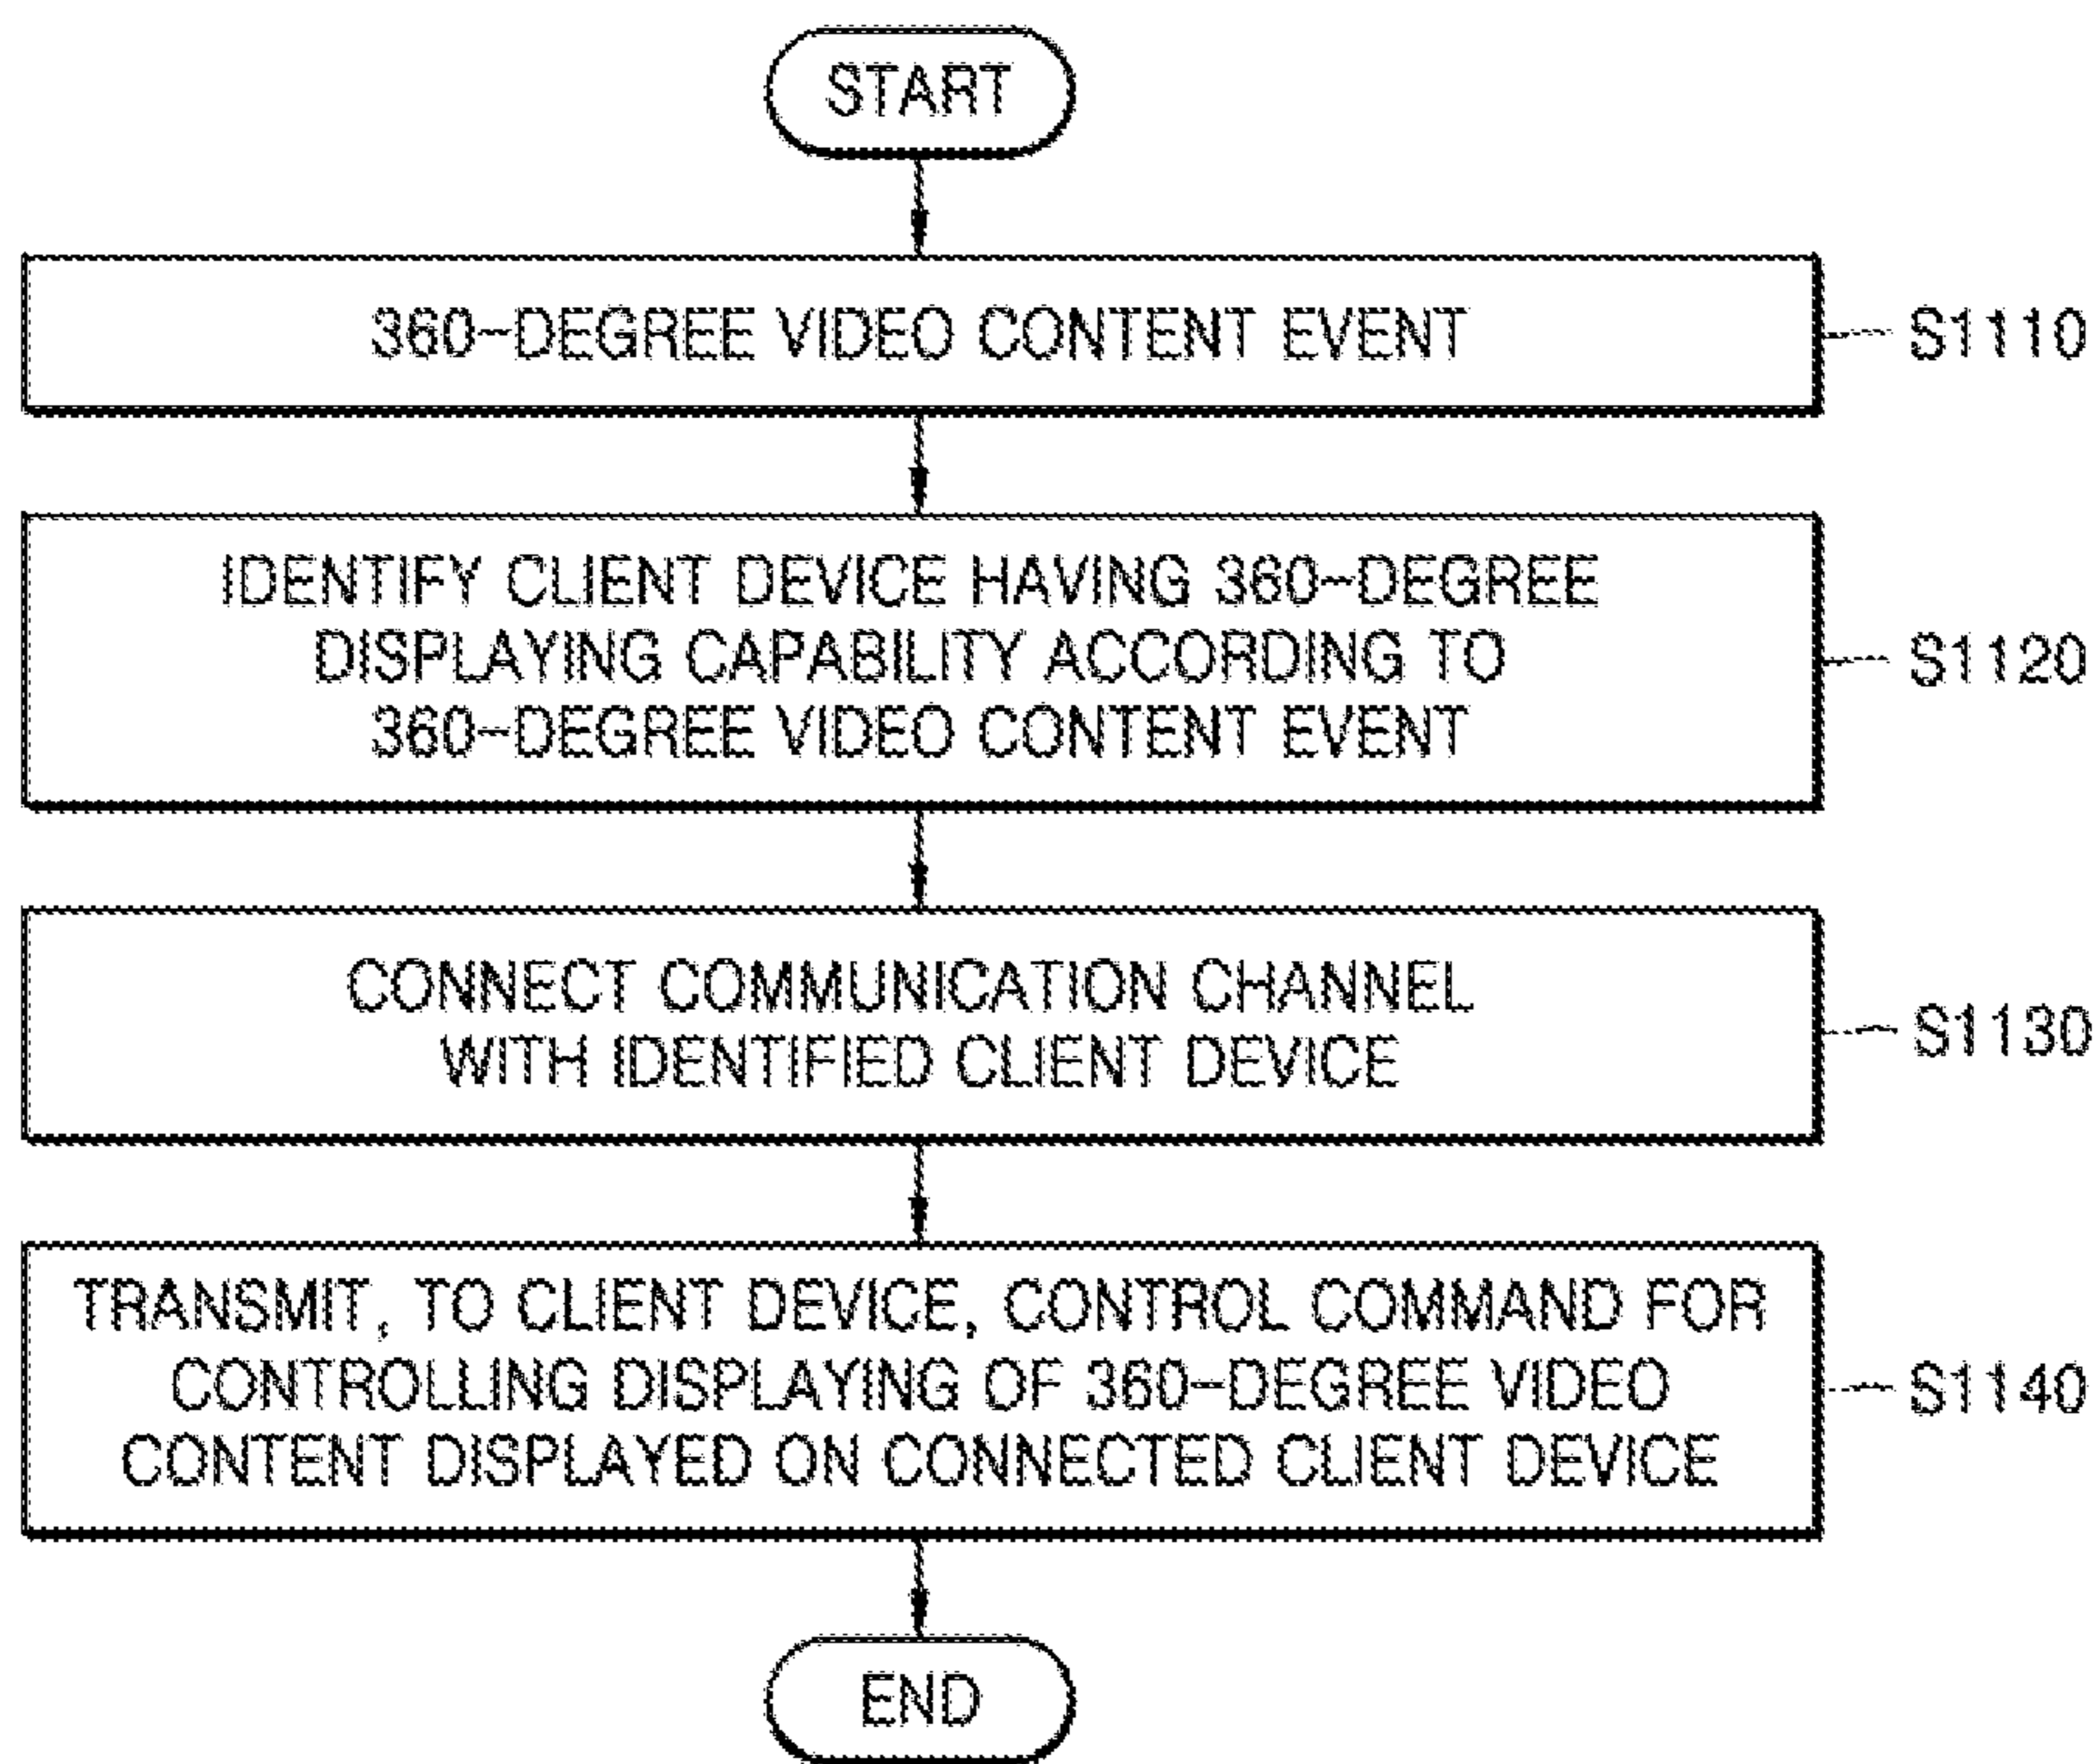 START
360-DEGREE VIDEO CONTENT EVENT
S1110
IDENTIFY CLIENT DEVICE HAVING 360-DEGREE
DISPLAYING CAPABILITY ACCORDING TO
360-DEGREE VIDEO CONTENT EVENT
S1120
CONNECT COMMUNICATION CHANNEL
WITH IDENTIFIED CLIENT DEVICE
S1130
TRANSMIT, TO CLIENT DEVICE, CONTROL COMMAND FOR
CONTROLLING DISPLAYING OF 360-DEGREE VIDEO
CONTENT DISPLAYED ON CONNECTED CLIENT DEVICE
S1140
END